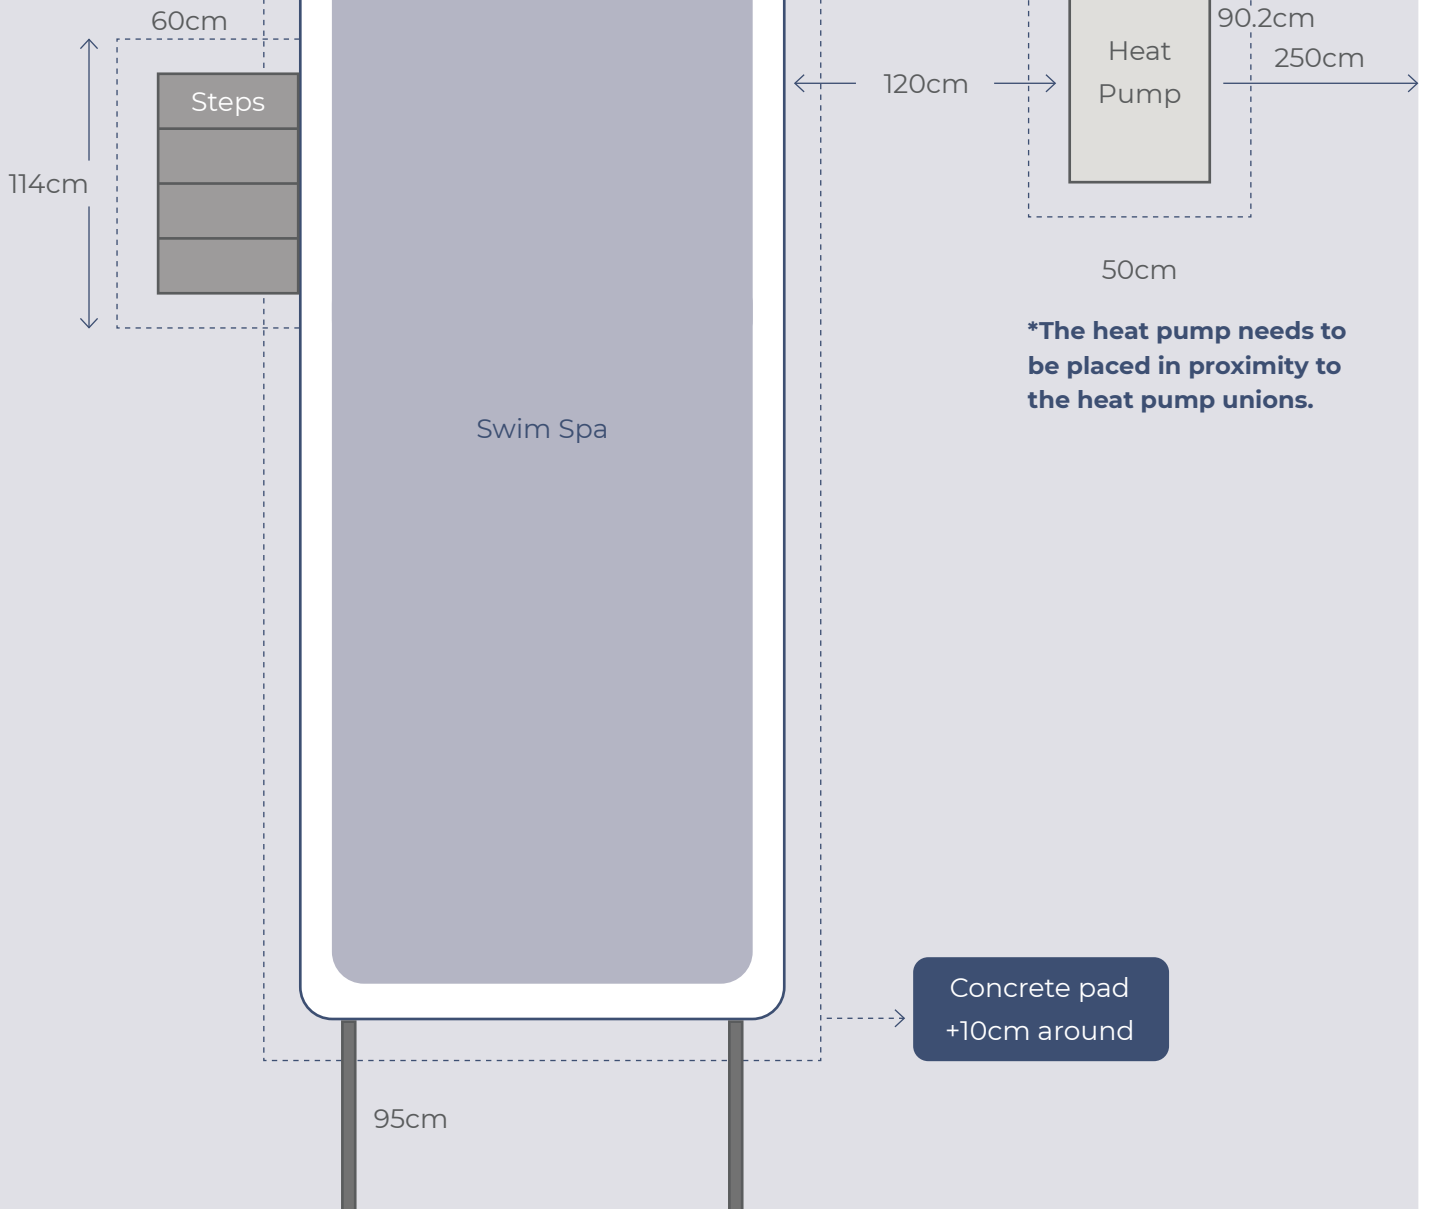 60cm
90.2cm
Heat
Pump
250cm
120cm
Steps
114cm
50cm
*The heat pump needs to
be placed in proximity to
the heat pump unions.
Swim Spa
Concrete pad
+10cm around
95cm